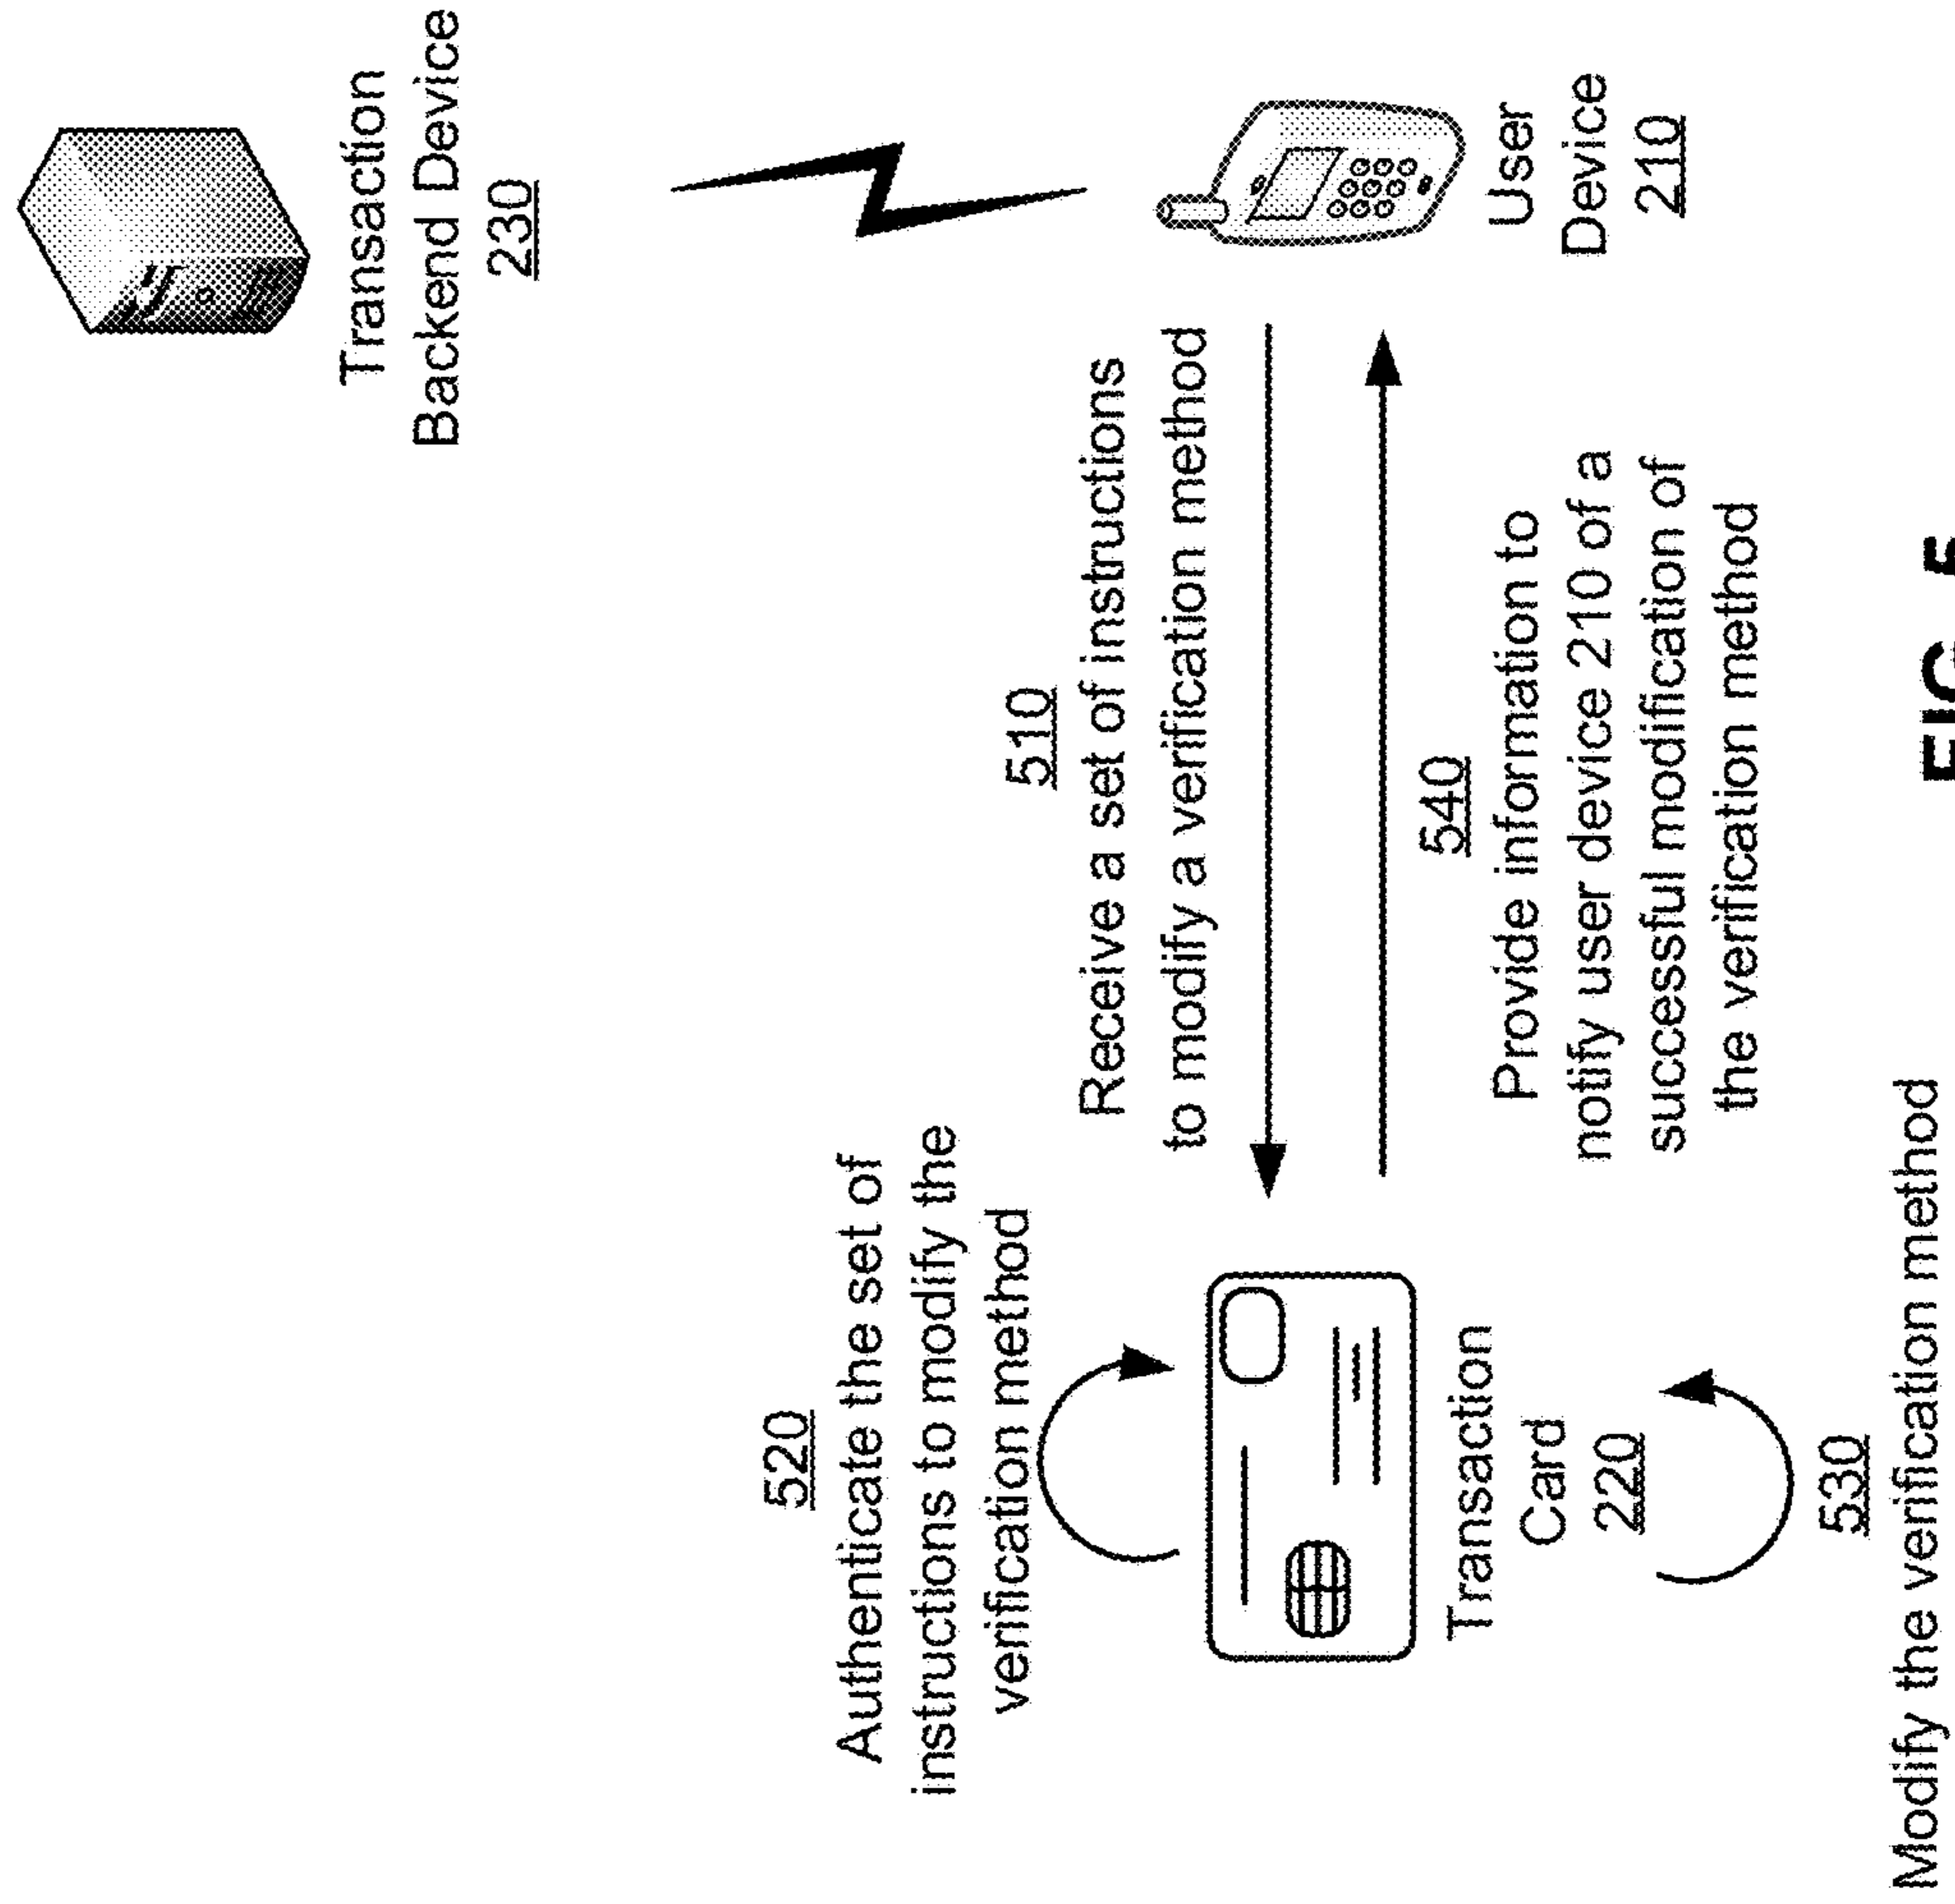 Transaction
Backend Device
230
520
Authenticate the set of
instructions to modify the
verification method
510
Receive a set of instructions
to modify a verification method
Transaction
Card
220
User
Device
210
540
Provide information to
notify user device 210 of a
successful modification of
the verification method
530
Modify the verification method
FIG. 5